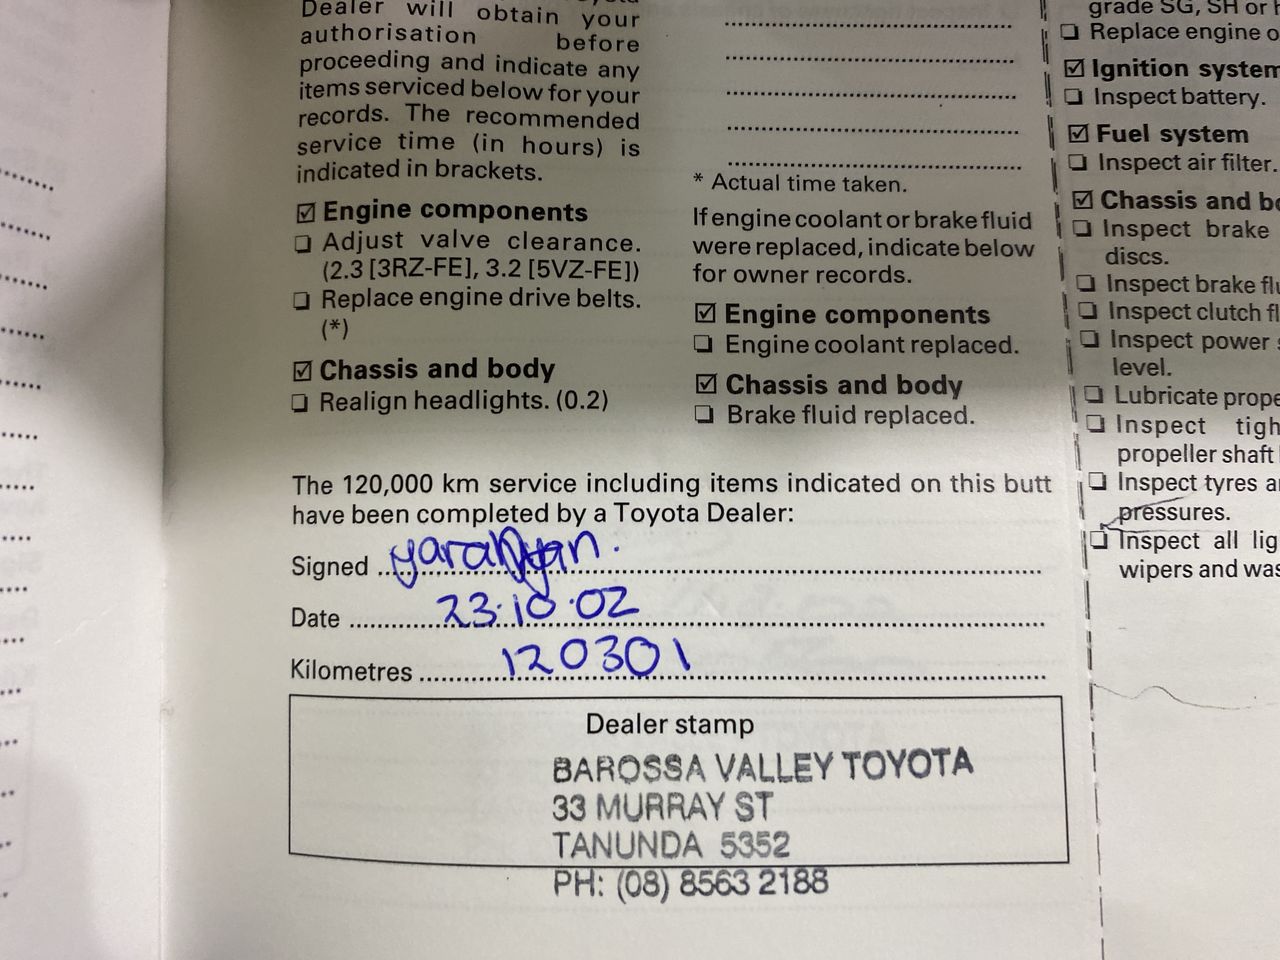 Dealer will obtain your
authorisation before
proceeding and indicate any
items serviced below for your
records. The recommended
service time (in hours) is
indicated in brackets.
☑ Engine components
❏ Adjust valve clearance.
(2.3 [3RZ-FE], 3.2 [5VZ-FE])
❏ Replace engine drive belts.
(*)
☑ Chassis and body
❏ Realign headlights. (0.2)
* Actual time taken.
If engine coolant or brake fluid
were replaced, indicate below
for owner records.
☑ Engine components
❏ Engine coolant replaced.
☑ Chassis and body
❏ Brake fluid replaced.
The 120,000 km service including items indicated on this butt
have been completed by a Toyota Dealer:
Signed
Date 23.10.02
Kilometres 120301
Dealer stamp
BAROSSA VALLEY TOYOTA
33 MURRAY ST
TANUNDA 5352
PH: (08) 8563 2188
grade SG, SH or
❏ Replace engine
☑ Ignition system
❏ Inspect battery.
☑ Fuel system
❏ Inspect air filter.
☑ Chassis and
❏ Inspect brake
discs.
❏ Inspect brake
❏ Inspect clutch
❏ Inspect power
level.
❏ Lubricate
❏ Inspect
propeller shaft
❏ Inspect tyres
pressures.
❏ Inspect all
wipers and